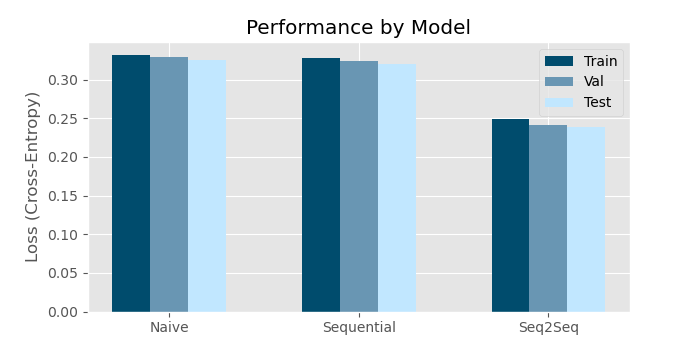 Performance by Model
Loss (Cross-Entropy)
0.30
0.25
0.20
0.15
0.10
0.05
0.00
Train
Val
Test
Naive
Sequential
Seq2Seq